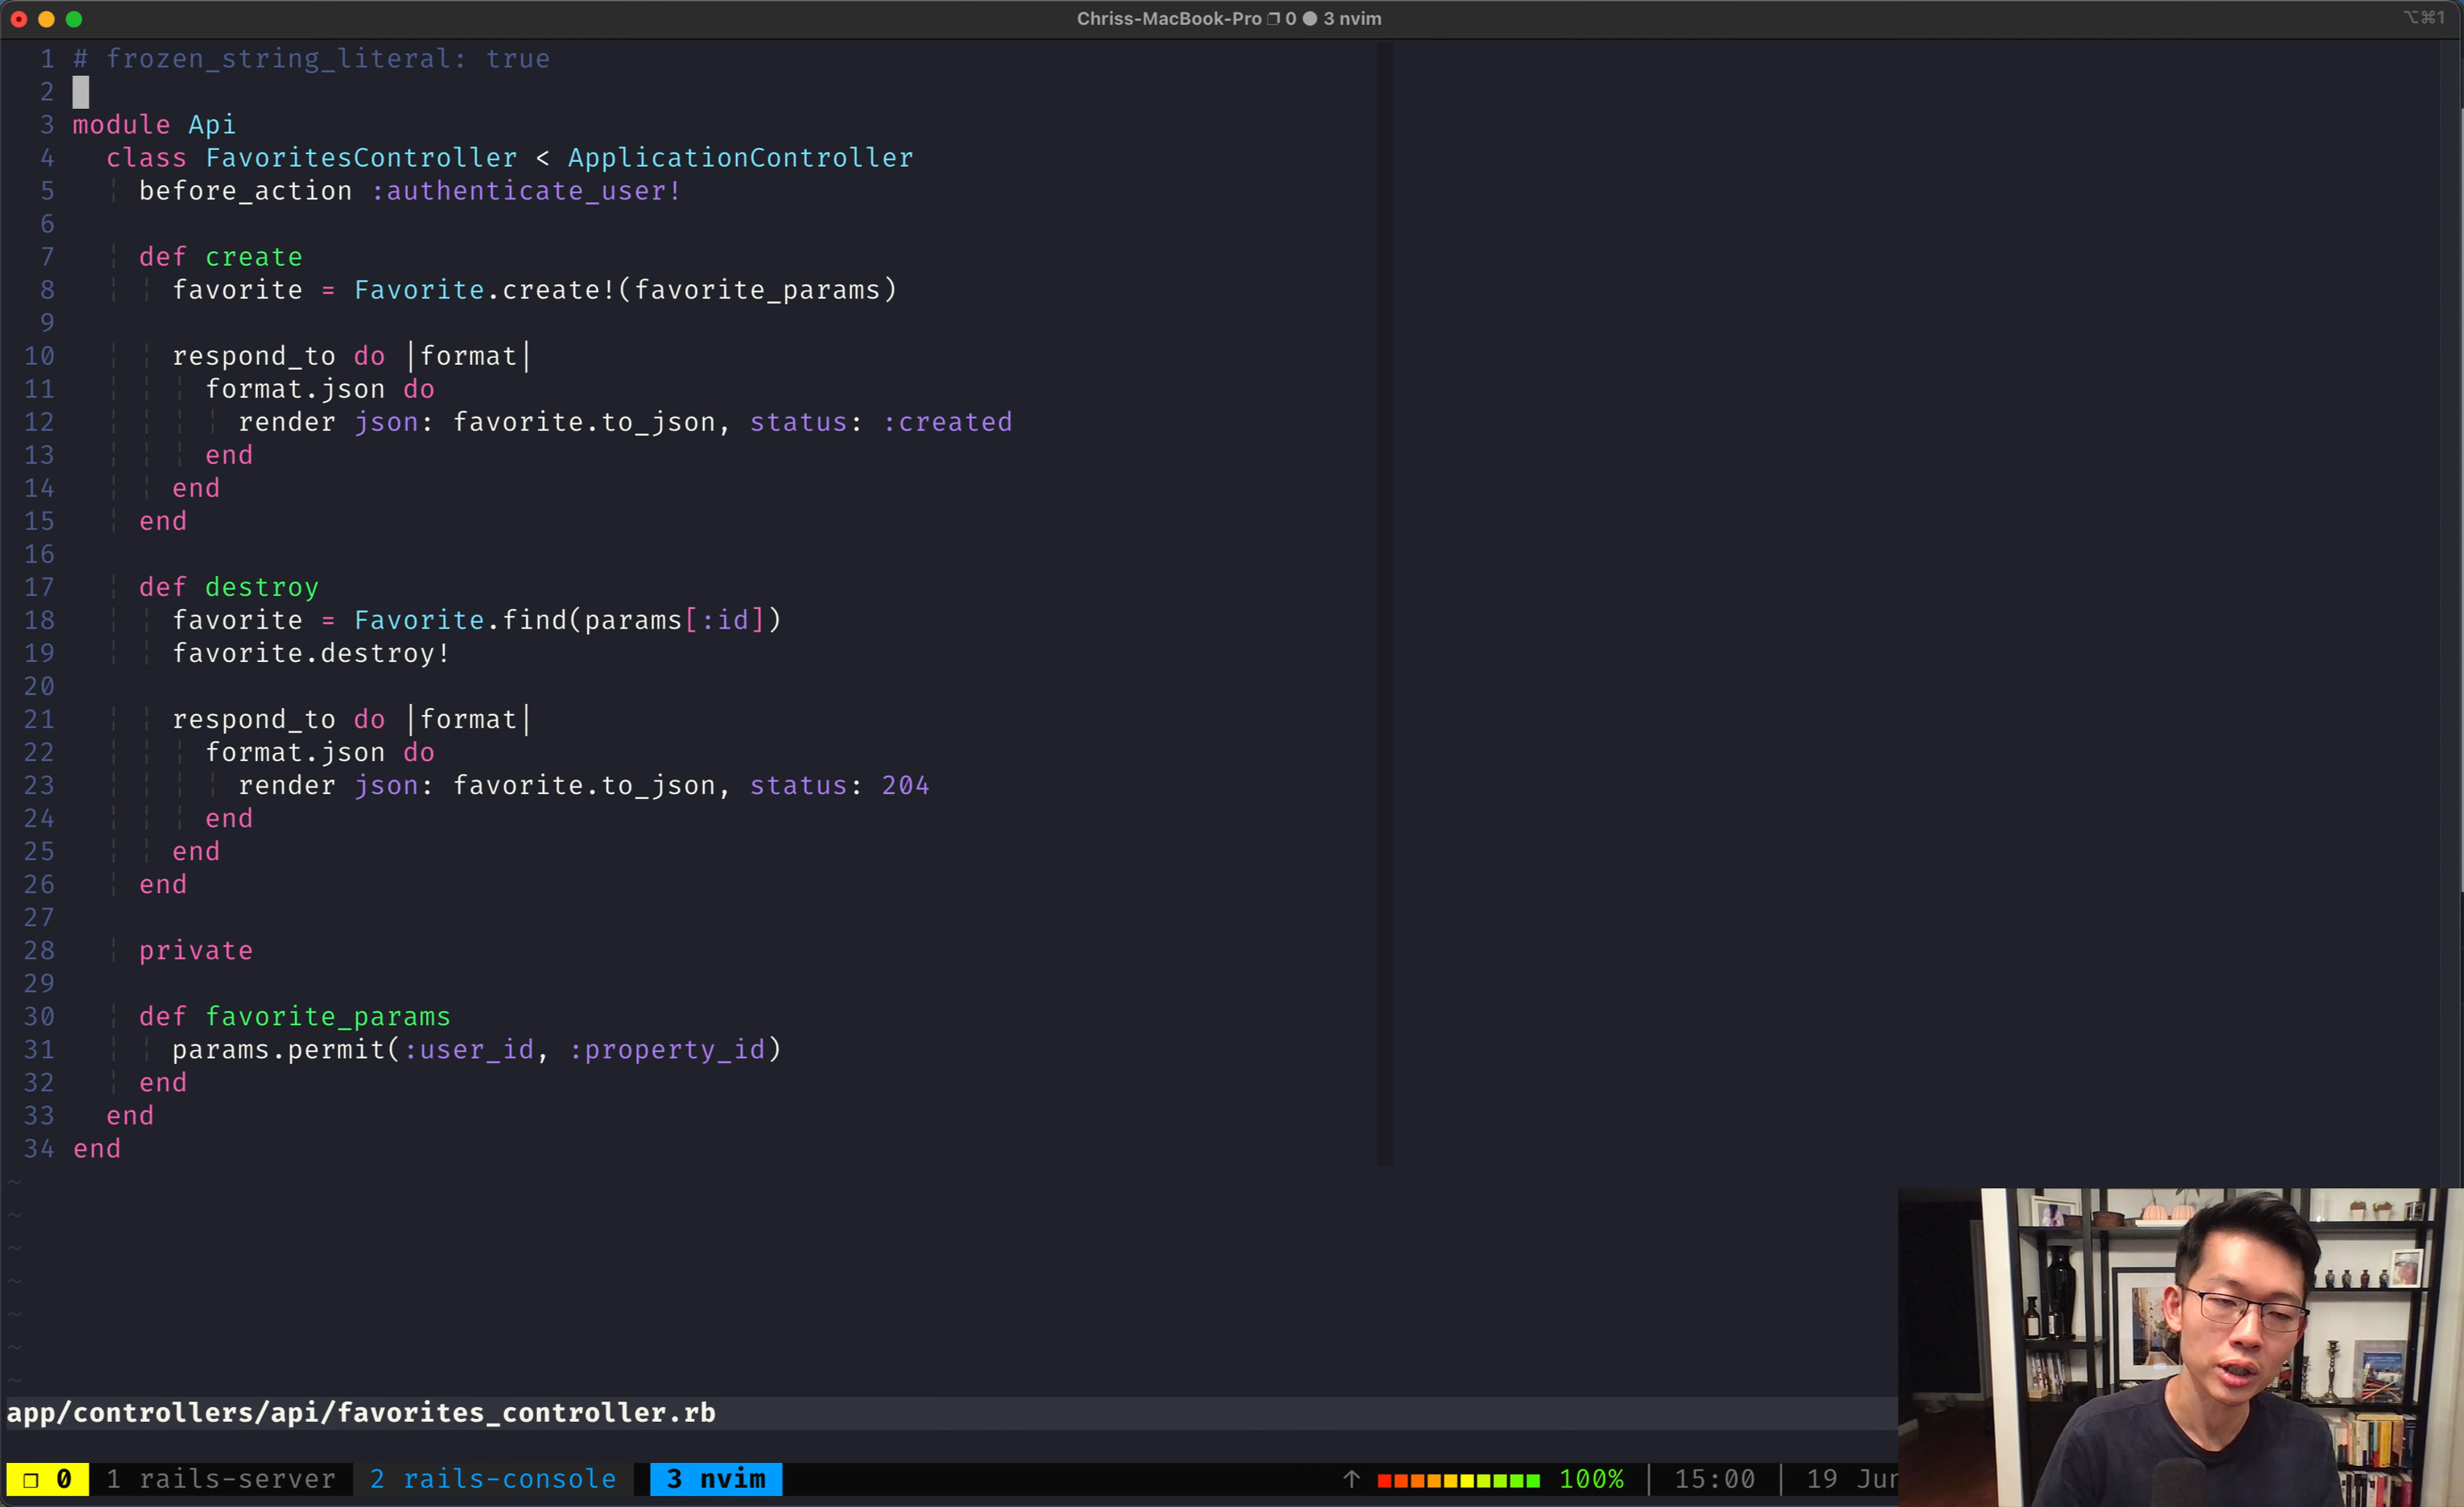 Chriss-MacBook-Pro ❐ 0 ● 3 nvim
⌥⌘1
1 # frozen_string_literal: true
2
3 module Api
4 class FavoritesController < ApplicationController
5 before_action :authenticate_user!
6
7 def create
8 favorite = Favorite.create!(favorite_params)
9
10 respond_to do |format|
11 format.json do
12 render json: favorite.to_json, status: :created
13 end
14 end
15 end
16
17 def destroy
18 favorite = Favorite.find(params[:id])
19 favorite.destroy!
20
21 respond_to do |format|
22 format.json do
23 render json: favorite.to_json, status: 204
24 end
25 end
26 end
27
28 private
29
30 def favorite_params
31 params.permit(:user_id, :property_id)
32 end
33 end
34 end
~
~
~
~
~
~
~
app/controllers/api/favorites_controller.rb
❐ 0 1 rails-server 2 rails-console 3 nvim ↑ 100% | 15:00 | 19